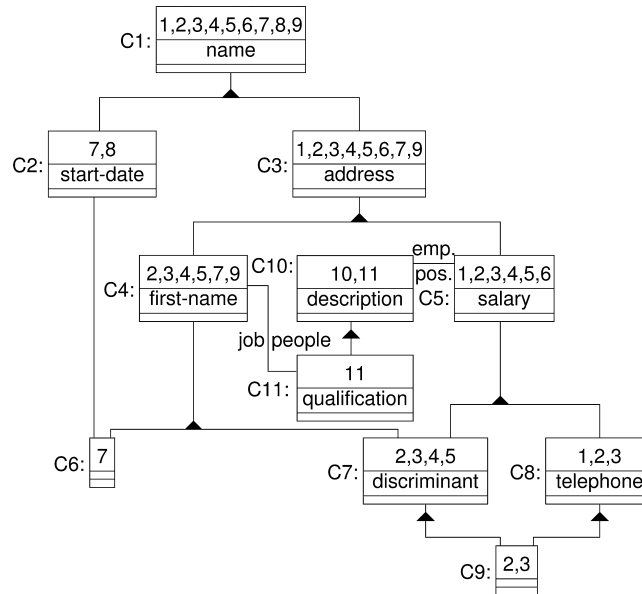 1,2,3,4,5,6,7,8,9
C1:
name
7,8
C2:
start-date
1,2,3,4,5,6,7,9
C3:
address
emp.
pos.
2,3,4,5,7,9
C4:
first-name
C10:
10,11
description
1,2,3,4,5,6
C5:
salary
job people
11
C11:
qualification
7
C6:
2,3,4,5
C7:
discriminant
1,2,3
C8:
telephone
2,3
C9: